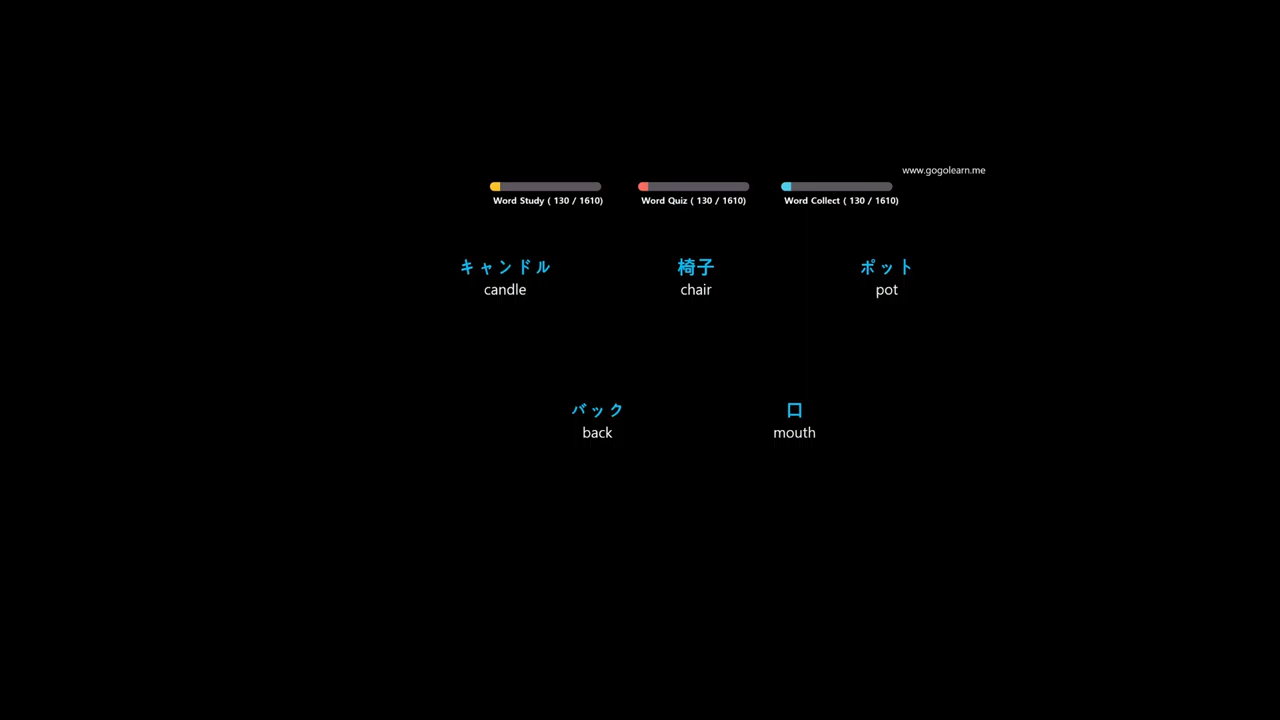 www.gogolearn.me
Word Study ( 130 / 1610)
Word Quiz ( 130 / 1610)
Word Collect ( 130 / 1610)
キャンドル
candle
椅子
chair
ポット
pot
バック
back
口
mouth